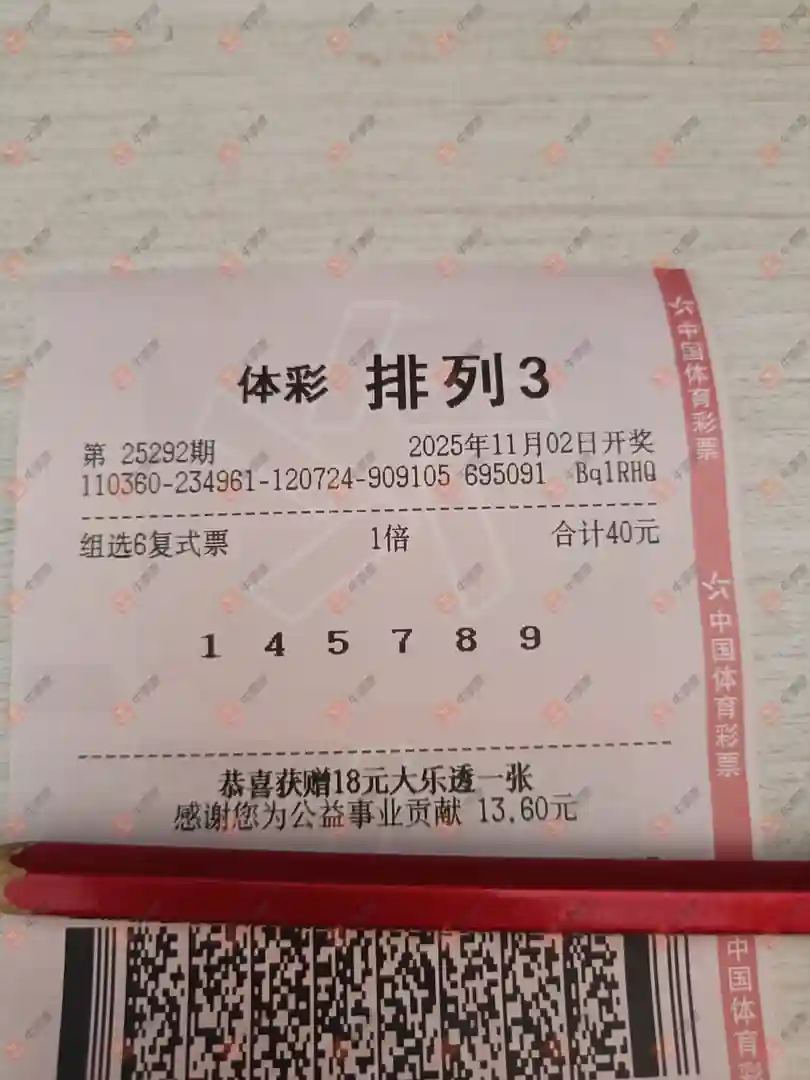 体彩 排列3
第 25292期 2025年11月02日开奖
110360-234961-120724-909105 695091 Bq1RHQ
组选6复式票 1倍 合计40元
1 4 5 7 8 9
恭喜获赠18元大乐透一张
感谢您为公益事业贡献 13.60元
中国体育彩票
中国体育彩票
中国体育彩